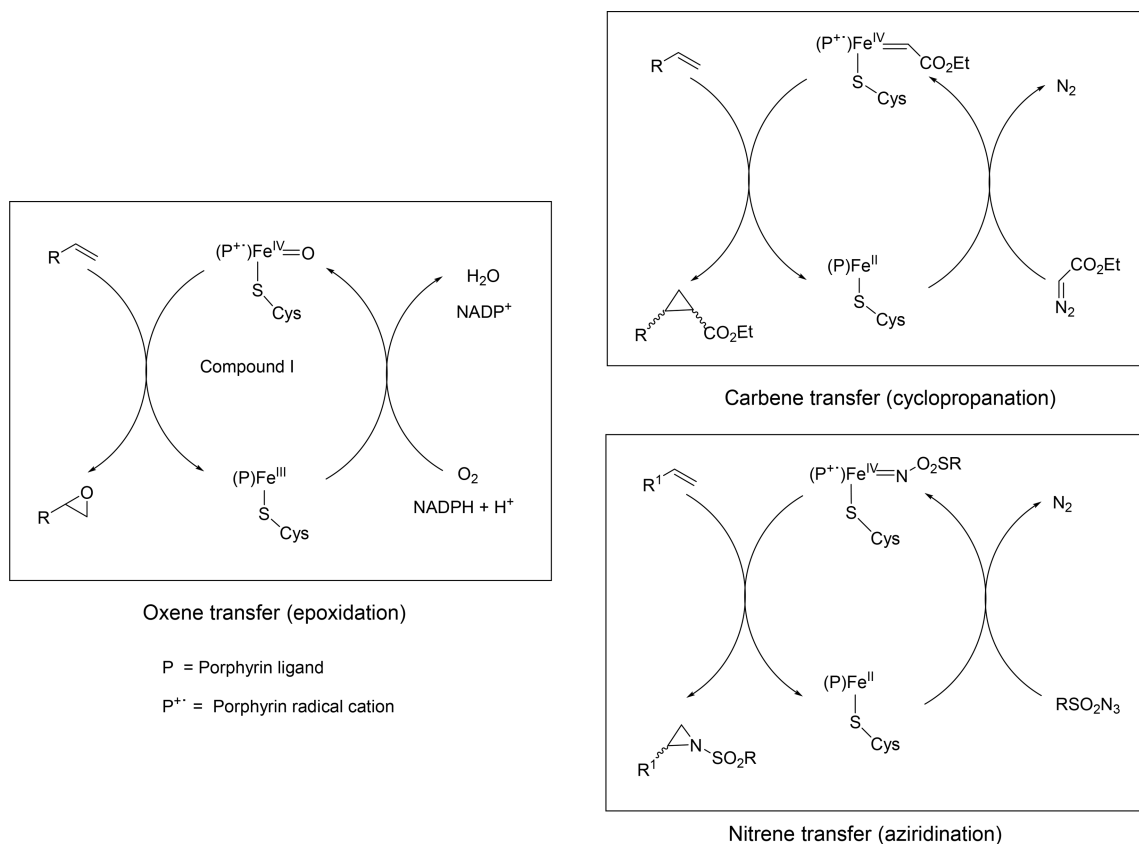 R
(P⁺˙)Feᴵⱽ=O
S
Cys
H₂O
NADP⁺
Compound I
R
O
(P)Feᴵᴵᴵ
S
Cys
O₂
NADPH + H⁺
Oxene transfer (epoxidation)
P = Porphyrin ligand
P⁺˙ = Porphyrin radical cation
R
(P⁺˙)Feᴵⱽ
CO₂Et
S
Cys
N₂
(P)Feᴵᴵ
S
Cys
CO₂Et
N₂
R
CO₂Et
Carbene transfer (cyclopropanation)
R¹
(P⁺˙)Feᴵⱽ=N
O₂SR
S
Cys
N₂
(P)Feᴵᴵ
S
Cys
RSO₂N₃
R¹
N
SO₂R
Nitrene transfer (aziridination)